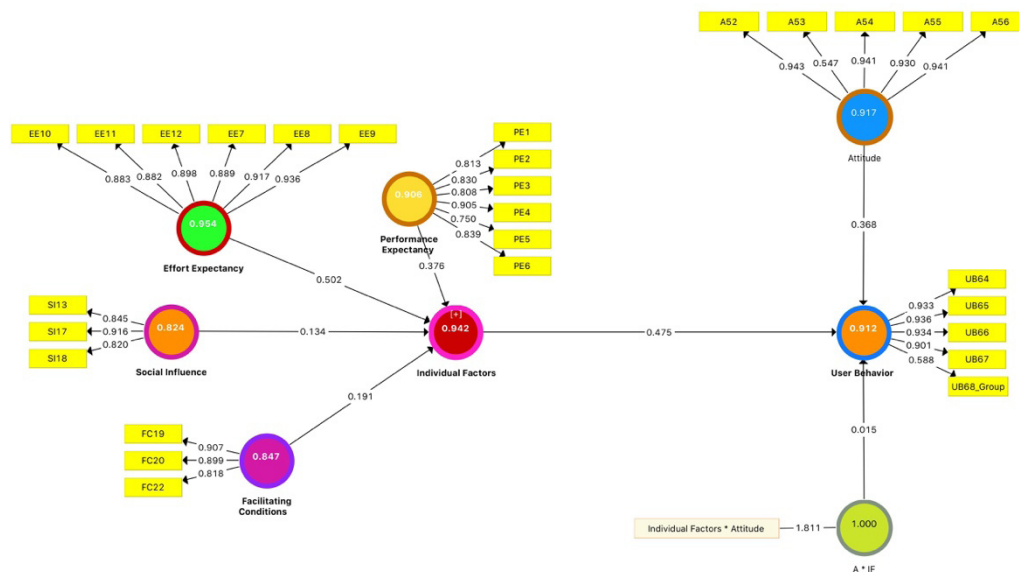 A52
A53
A54
A55
A56
0.943
0.547
0.941
0.930
0.941
0.917
Attitude
EE10
EE11
EE12
EE7
EE8
EE9
0.883
0.882
0.898
0.889
0.917
0.936
0.954
Effort Expectancy
PE1
PE2
PE3
PE4
PE5
PE6
0.813
0.830
0.808
0.905
0.750
0.839
0.906
Performance
Expectancy
0.376
0.502
0.368
SI13
SI17
SI18
0.845
0.916
0.820
0.824
Social Influence
0.134
[+]
0.942
Individual Factors
0.475
0.912
User Behavior
UB64
UB65
UB66
UB67
UB68_Group
0.933
0.936
0.934
0.901
0.588
0.191
FC19
FC20
FC22
0.907
0.899
0.818
0.847
Facilitating
Conditions
0.015
Individual Factors * Attitude
1.811
1.000
A * IF